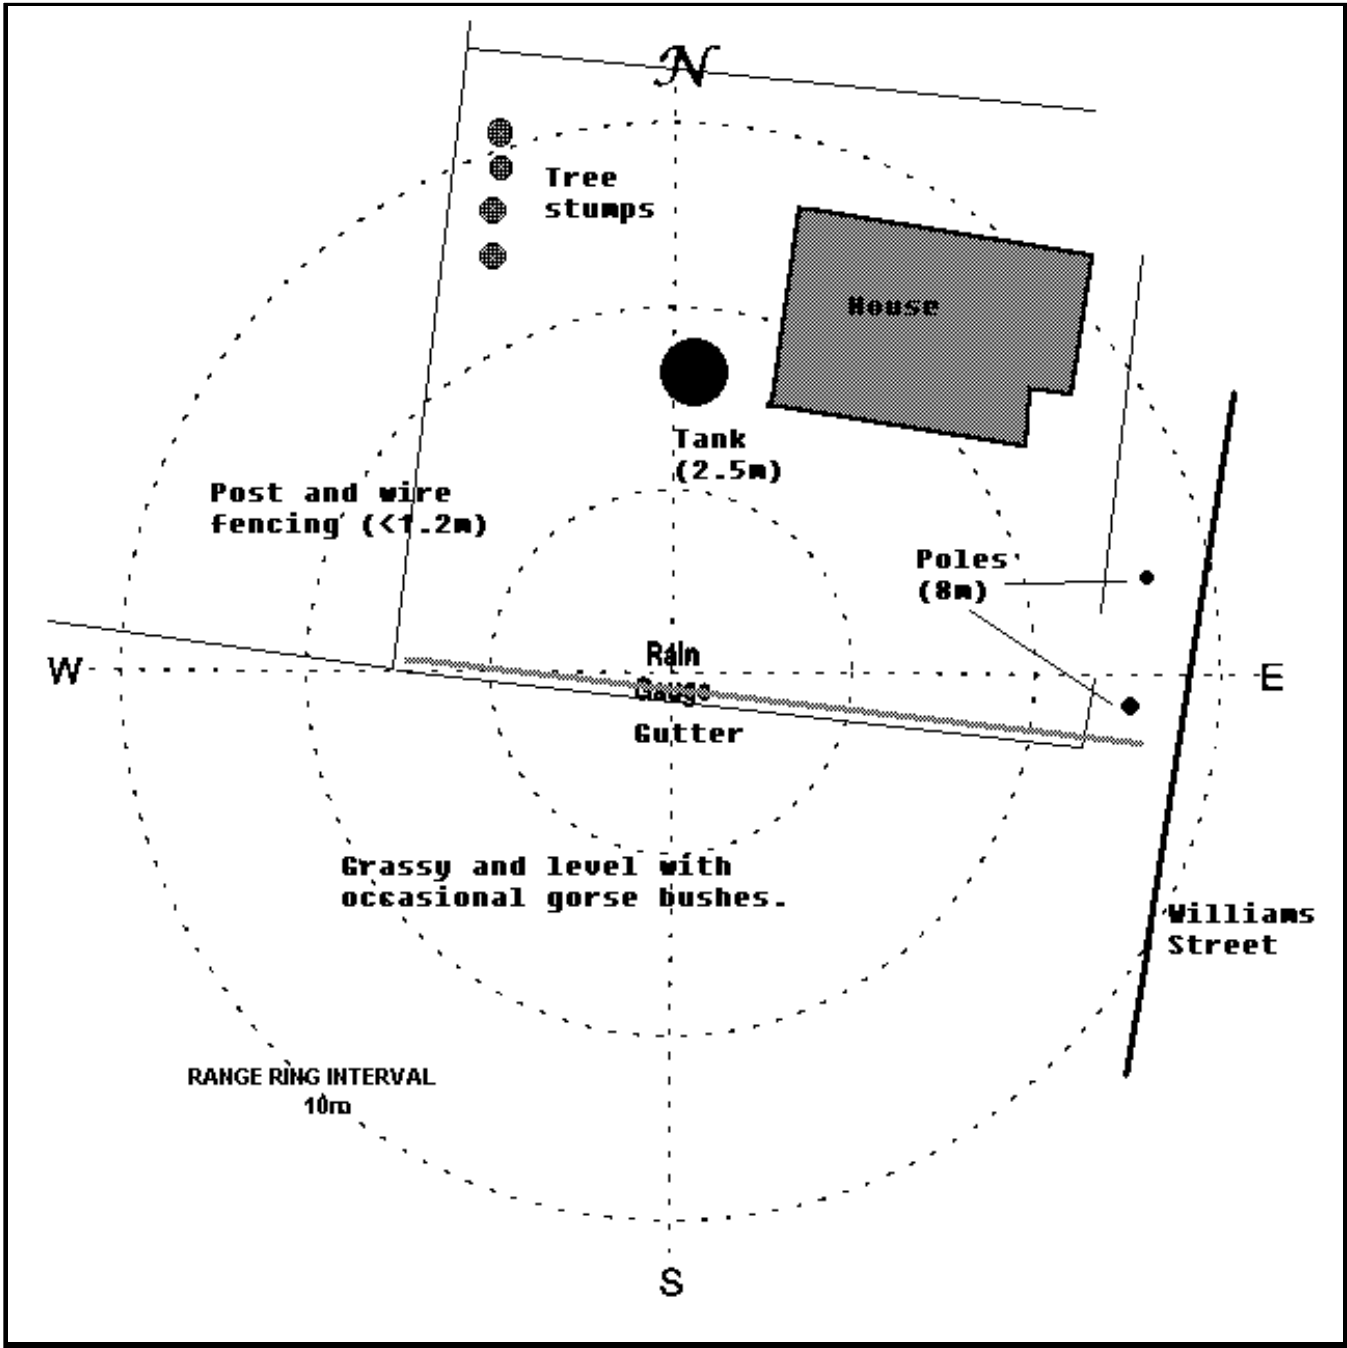 N
Tree
stumps
House
Tank
(2.5m)
Post and wire
fencing (<1.2m)
Poles
(8m)
Rain
Gauge
W
E
Gutter
Grassy and level with
occasional gorse bushes.
Williams
Street
RANGE RING INTERVAL
10m
S